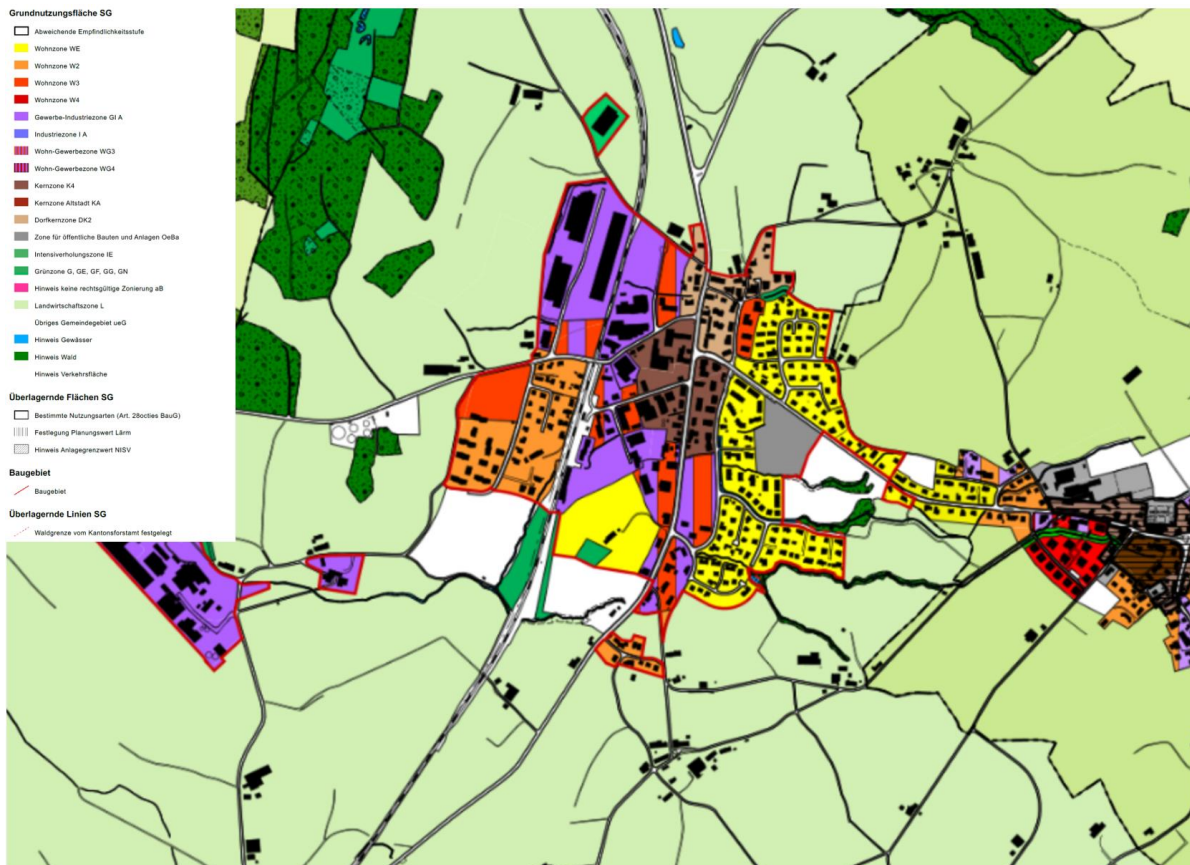 Grundnutzungsfläche SG
Abweichende Empfindlichkeitsstufe
Wohnzone WE
Wohnzone W2
Wohnzone W3
Wohnzone W4
Gewerbe-Industriezone GI A
Industriezone I A
Wohn-Gewerbezone WG3
Wohn-Gewerbezone WG4
Kernzone K4
Kernzone Altstadt KA
Dorfkernzone DK2
Zone für öffentliche Bauten und Anlagen OeBa
Intensiverholungszone IE
Grünzone G, GE, GF, GG, GN
Hinweis keine rechtsgültige Zonierung aB
Landwirtschaftszone L
Übriges Gemeindegebiet ueG
Hinweis Gewässer
Hinweis Wald
Hinweis Verkehrsfläche
Überlagernde Flächen SG
Bestimmte Nutzungsarten (Art. 28octies BauG)
Festlegung Planungswert Lärm
Hinweis Anlagegrenzwert NISV
Baugebiet
Baugebiet
Überlagernde Linien SG
Waldgrenze vom Kantonsforstamt festgelegt